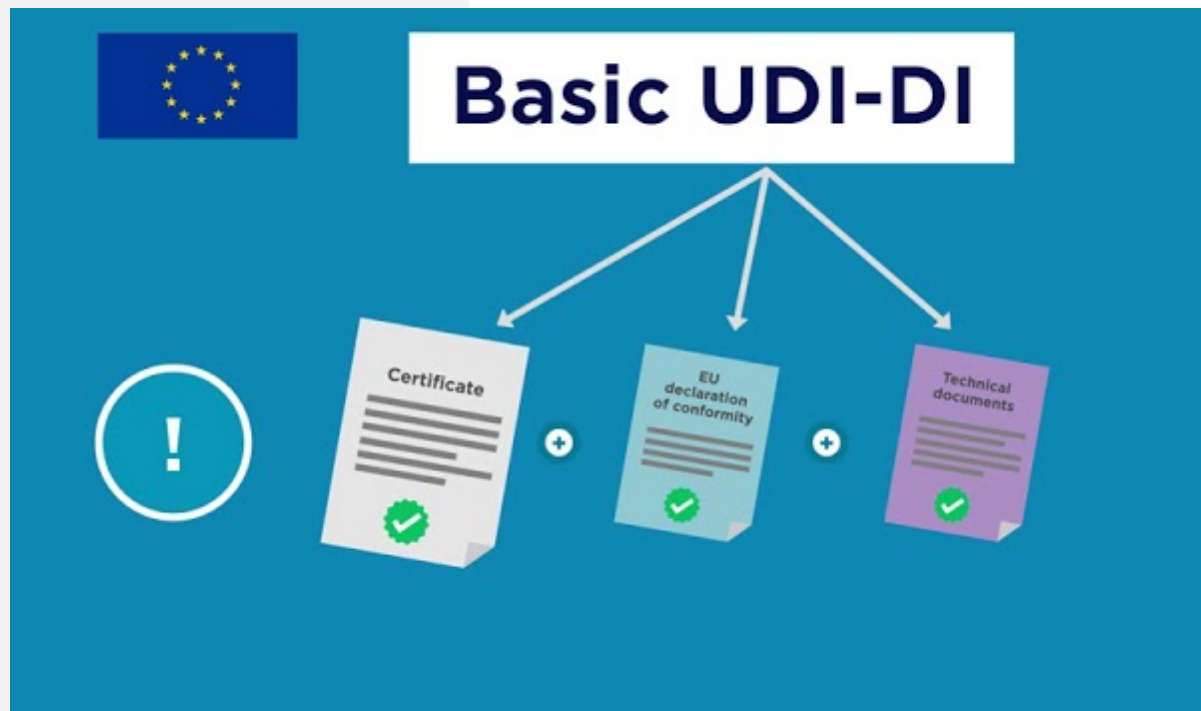 Basic UDI-DI
Certificate
EU
declaration
of conformity
Technical
documents
!